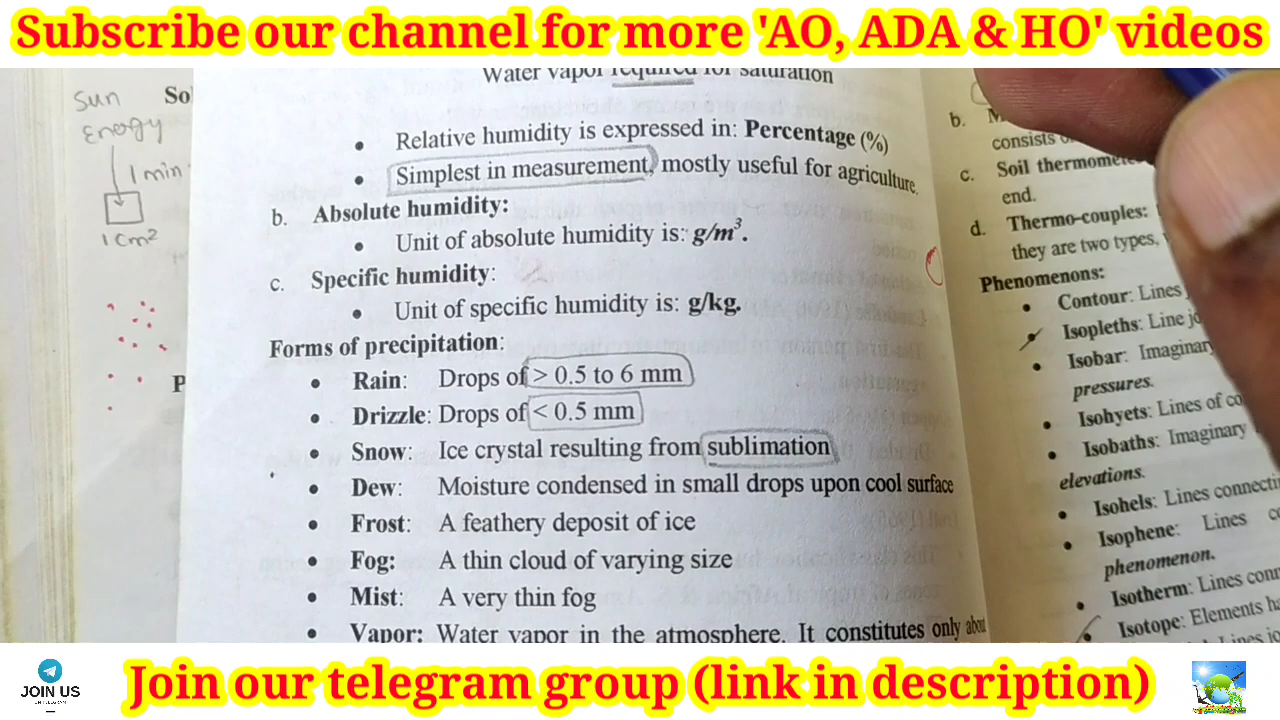 Subscribe our channel for more 'AO, ADA & HO' videos
Sun
Energy
1 min
1 cm²
Water vapor required for saturation
• Relative humidity is expressed in: Percentage (%)
• Simplest in measurement, mostly useful for agriculture.
b. Absolute humidity:
• Unit of absolute humidity is: g/m³.
c. Specific humidity:
• Unit of specific humidity is: g/kg.
Forms of precipitation:
• Rain: Drops of > 0.5 to 6 mm
• Drizzle: Drops of < 0.5 mm
• Snow: Ice crystal resulting from sublimation
• Dew: Moisture condensed in small drops upon cool surface
• Frost: A feathery deposit of ice
• Fog: A thin cloud of varying size
• Mist: A very thin fog
• Vapor: Water vapor in the atmosphere. It constitutes only about
b.
consists
c. Soil
end.
d. Thermo-couples:
they are two types,
Phenomenons:
• Contour: Lines
• Isopleths: Line
• Isobar: Imaginary
pressures.
• Isohyets: Lines of
• Isobaths: Imaginary
elevations.
• Isohels: Lines
• Isophene: Lines
phenomenon.
• Isotherm: Lines
• Isotope: Elements
Join our telegram group (link in description)
JOIN US